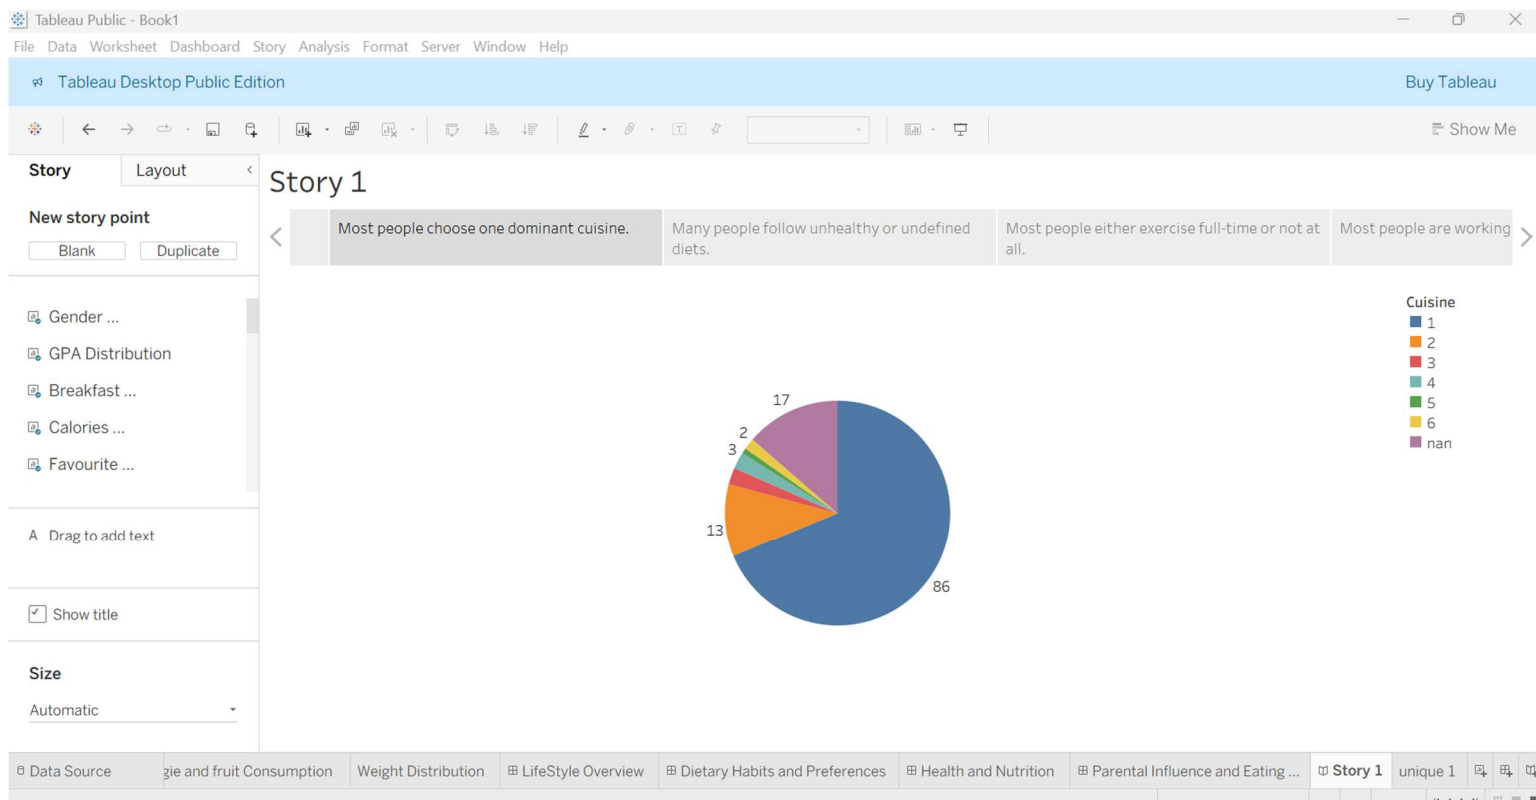 Tableau Public - Book1
File Data Worksheet Dashboard Story Analysis Format Server Window Help
Tableau Desktop Public Edition
Buy Tableau
Show Me
Story
Layout
New story point
Blank
Duplicate
Gender ...
GPA Distribution
Breakfast ...
Calories ...
Favourite ...
A Drag to add text
Show title
Size
Automatic
Story 1
Most people choose one dominant cuisine.
Many people follow unhealthy or undefined
diets.
Most people either exercise full-time or not at
all.
Most people are working
Cuisine
1
2
3
4
5
6
nan
17
2
3
13
86
Data Source
gie and fruit Consumption
Weight Distribution
LifeStyle Overview
Dietary Habits and Preferences
Health and Nutrition
Parental Influence and Eating ...
Story 1
unique 1